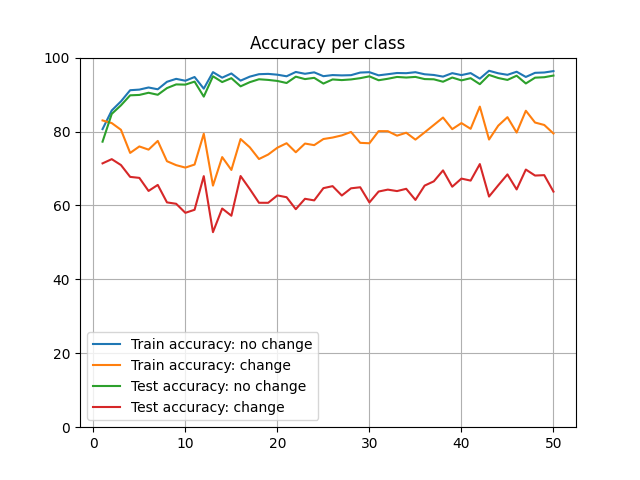 Accuracy per class
100
80
60
40
20
0
Train accuracy: no change
Train accuracy: change
Test accuracy: no change
Test accuracy: change
0 10 20 30 40 50